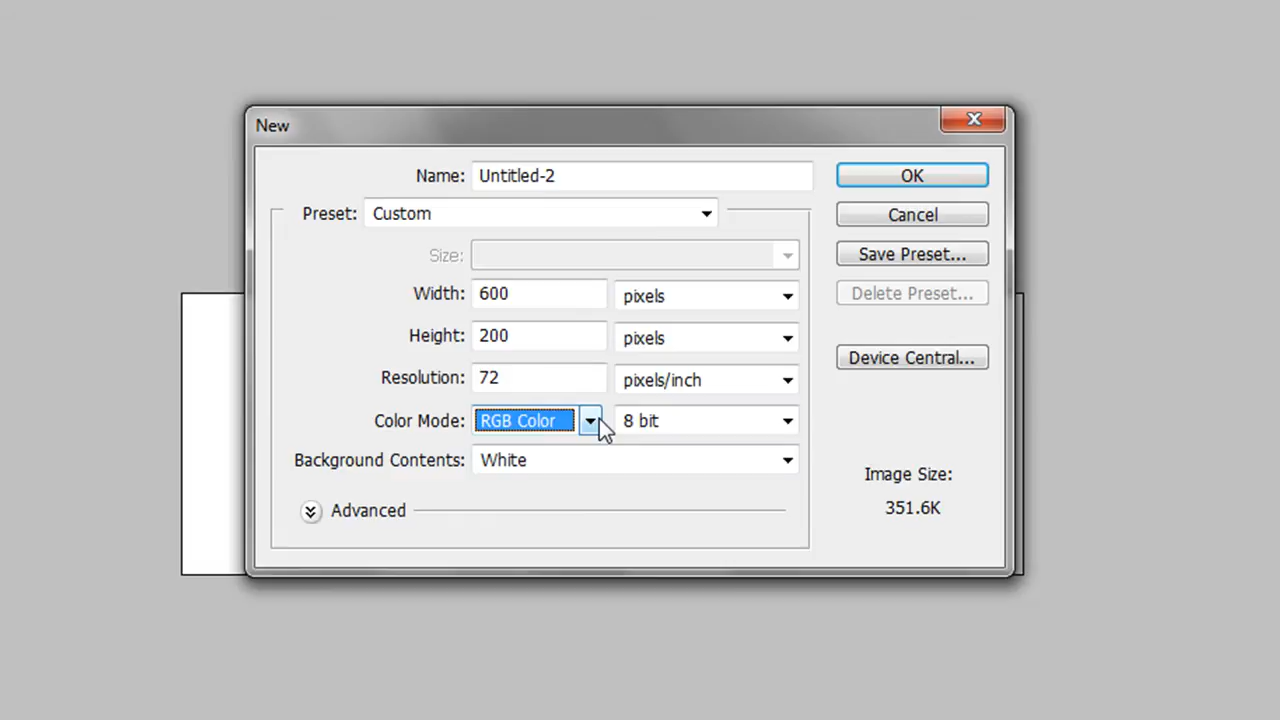 New
Name: Untitled-2
OK
Preset: Custom
Cancel
Size:
Save Preset...
Width: 600 pixels
Delete Preset...
Height: 200 pixels
Device Central...
Resolution: 72 pixels/inch
Color Mode: RGB Color 8 bit
Background Contents: White
Image Size:
351.6K
Advanced